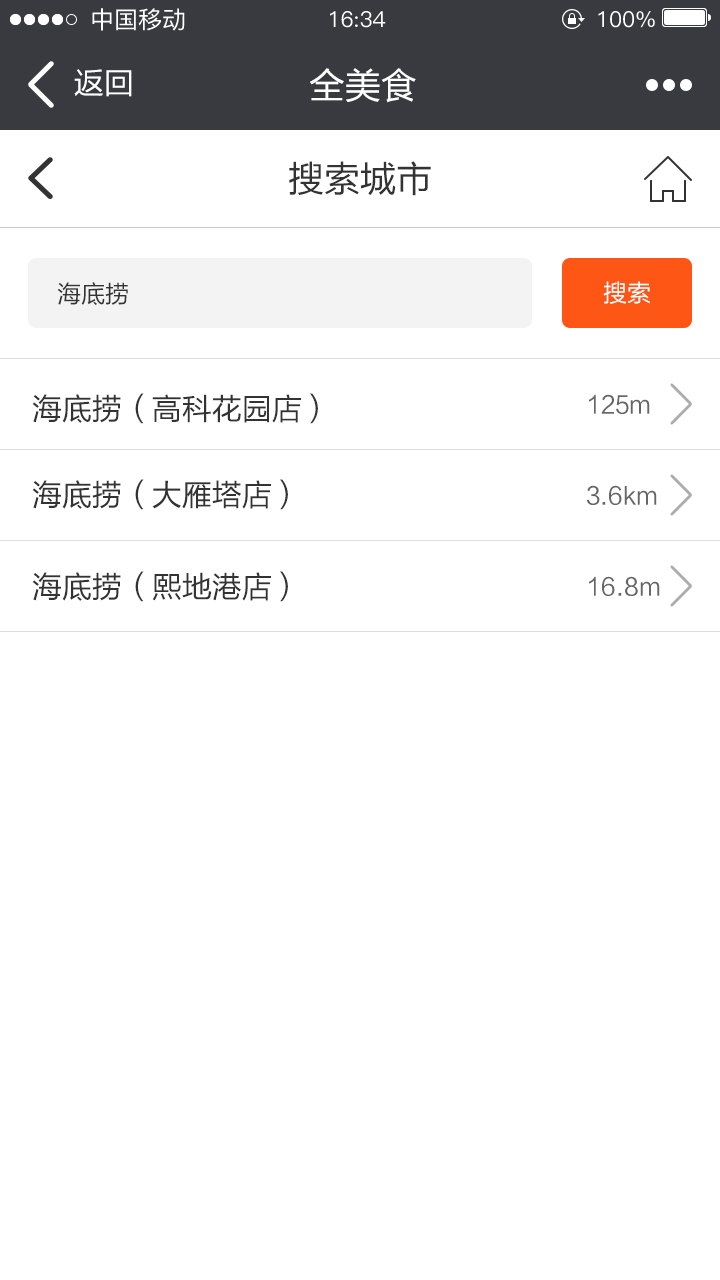 中国移动 16:34 100%
返回 全美食
搜索城市
海底捞 搜索
海底捞（高科花园店） 125m
海底捞（大雁塔店） 3.6km
海底捞（熙地港店） 16.8m